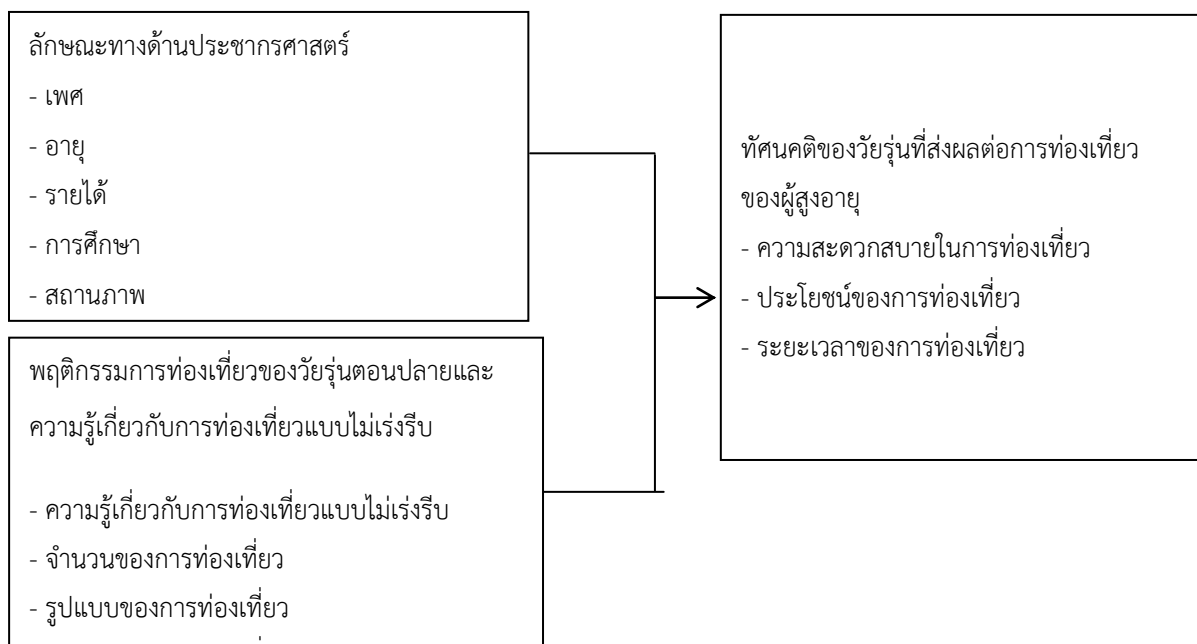 ลักษณะทางด้านประชากรศาสตร์
- เพศ
- อายุ
- รายได้
- การศึกษา
- สถานภาพ
พฤติกรรมการท่องเที่ยวของวัยรุ่นตอนปลายและ
ความรู้เกี่ยวกับการท่องเที่ยวแบบไม่เร่งรีบ
- ความรู้เกี่ยวกับการท่องเที่ยวแบบไม่เร่งรีบ
- จำนวนของการท่องเที่ยว
- รูปแบบของการท่องเที่ยว
ทัศนคติของวัยรุ่นที่ส่งผลต่อการท่องเที่ยว
ของผู้สูงอายุ
- ความสะดวกสบายในการท่องเที่ยว
- ประโยชน์ของการท่องเที่ยว
- ระยะเวลาของการท่องเที่ยว